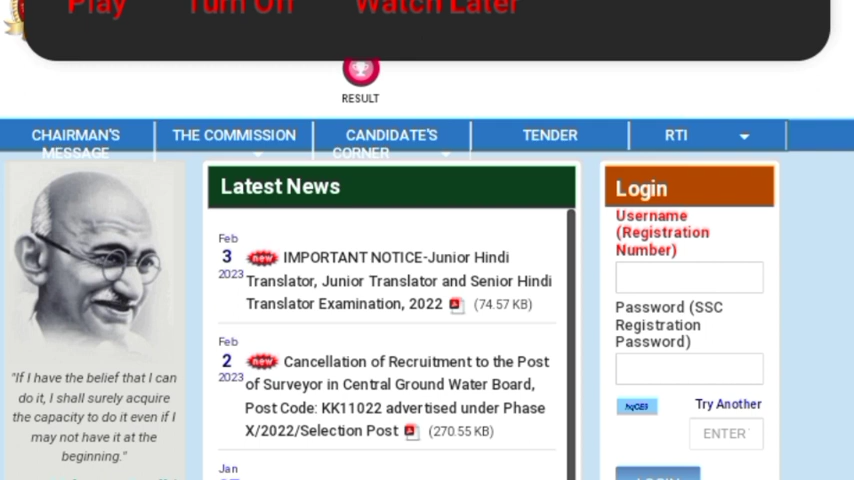 Play Turn Off Watch Later
RESULT
CHAIRMAN'S MESSAGE
THE COMMISSION
CANDIDATE'S CORNER
TENDER
RTI
"If I have the belief that I can
do it, I shall surely acquire
the capacity to do it even if I
may not have it at the
beginning."
Latest News
Feb
3
2023
new IMPORTANT NOTICE-Junior Hindi
Translator, Junior Translator and Senior Hindi
Translator Examination, 2022 (74.57 KB)
Feb
2
2023
new Cancellation of Recruitment to the Post
of Surveyor in Central Ground Water Board,
Post Code: KK11022 advertised under Phase
X/2022/Selection Post (270.55 KB)
Jan
Login
Username
(Registration
Number)
Password (SSC
Registration
Password)
Try Another
ENTER
LOGIN